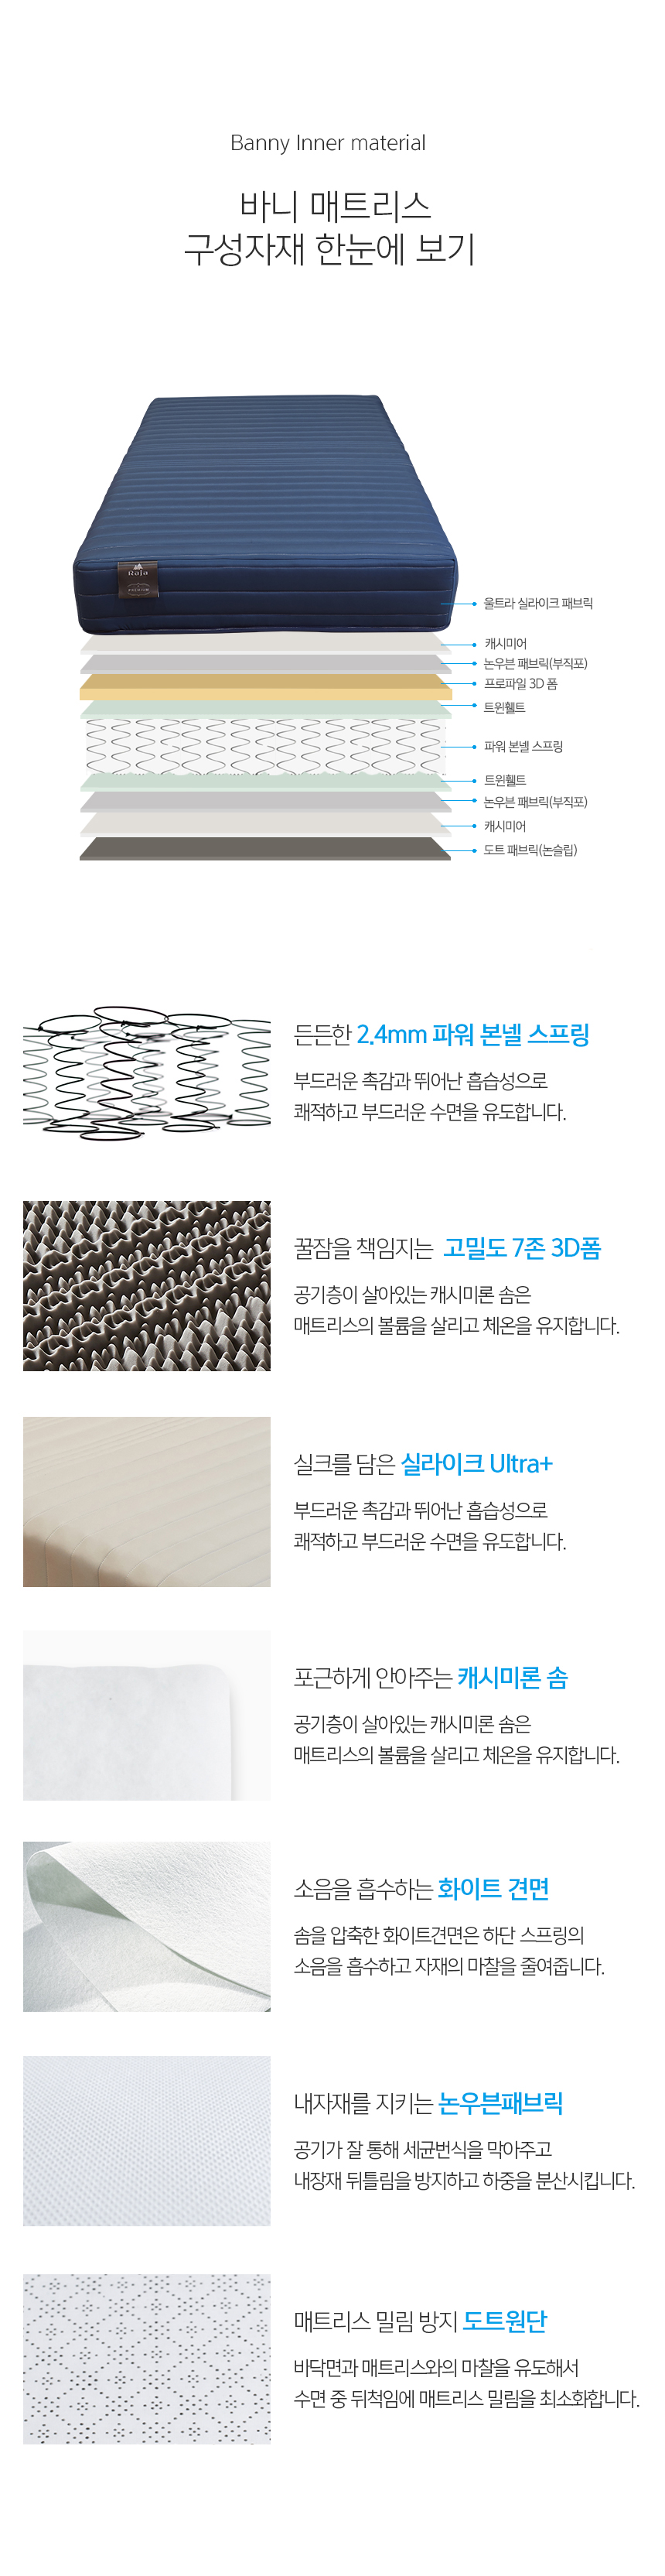 Banny Inner material
바니 매트리스
구성자재 한눈에 보기
Raja
PREMIUM
울트라 실라이크 패브릭
캐시미어
논우븐 패브릭(부직포)
프로파일 3D 폼
트윈휄트
파워 본넬 스프링
트윈휄트
논우븐 패브릭(부직포)
캐시미어
도트 패브릭(논슬립)
든든한 2.4mm 파워 본넬 스프링
부드러운 촉감과 뛰어난 흡습성으로
쾌적하고 부드러운 수면을 유도합니다.
꿀잠을 책임지는 고밀도 7존 3D폼
공기층이 살아있는 캐시미론 솜은
매트리스의 볼륨을 살리고 체온을 유지합니다.
실크를 담은 실라이크 Ultra+
부드러운 촉감과 뛰어난 흡습성으로
쾌적하고 부드러운 수면을 유도합니다.
포근하게 안아주는 캐시미론 솜
공기층이 살아있는 캐시미론 솜은
매트리스의 볼륨을 살리고 체온을 유지합니다.
소음을 흡수하는 화이트 견면
솜을 압축한 화이트견면은 하단 스프링의
소음을 흡수하고 자재의 마찰을 줄여줍니다.
내자재를 지키는 논우븐패브릭
공기가 잘 통해 세균번식을 막아주고
내장재 뒤틀림을 방지하고 하중을 분산시킵니다.
매트리스 밀림 방지 도트원단
바닥면과 매트리스와의 마찰을 유도해서
수면 중 뒤척임에 매트리스 밀림을 최소화합니다.